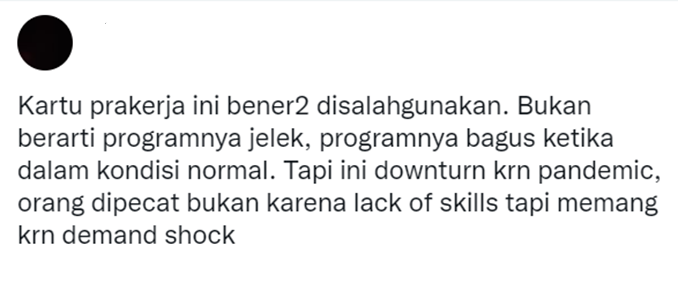 Kartu prakerja ini bener2 disalahgunakan. Bukan
berarti programnya jelek, programnya bagus ketika
dalam kondisi normal. Tapi ini downturn krn pandemic,
orang dipecat bukan karena lack of skills tapi memang
krn demand shock